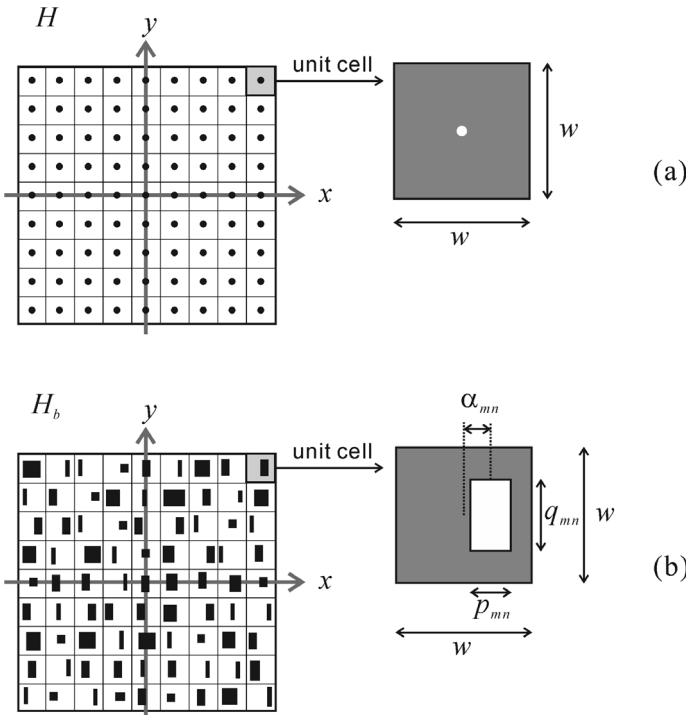 H
y
unit cell
x
w
w
(a)
H_b
y
α_mn
unit cell
x
q_mn
w
p_mn
w
(b)